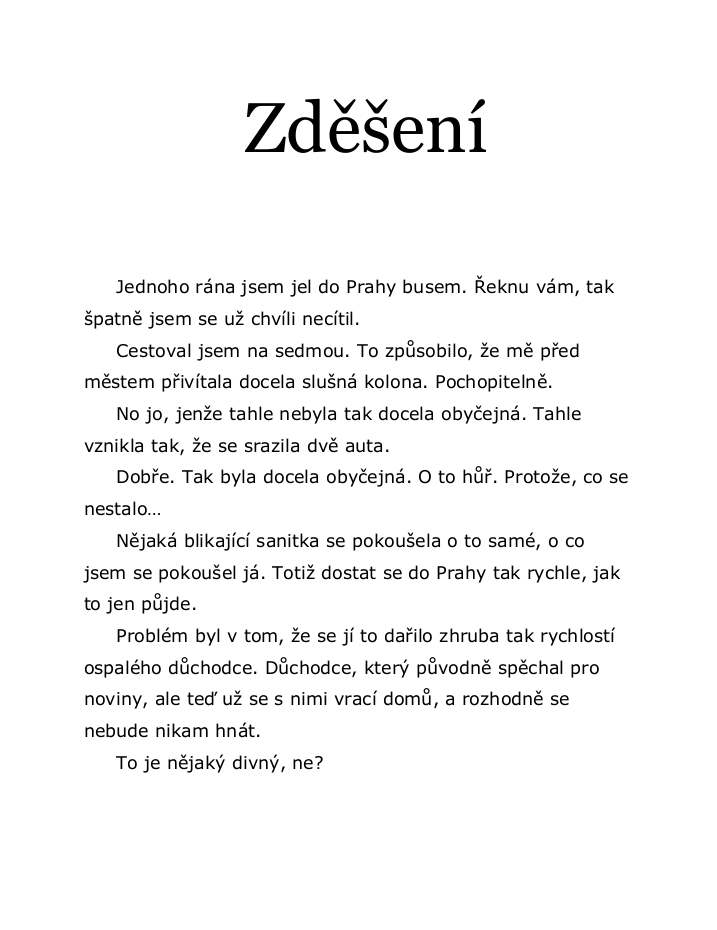 Zděšení
Jednoho rána jsem jel do Prahy busem. Řeknu vám, tak
špatně jsem se už chvíli necítil.
Cestoval jsem na sedmou. To způsobilo, že mě před
městem přivítala docela slušná kolona. Pochopitelně.
No jo, jenže tahle nebyla tak docela obyčejná. Tahle
vznikla tak, že se srazila dvě auta.
Dobře. Tak byla docela obyčejná. O to hůř. Protože, co se
nestalo…
Nějaká blikající sanitka se pokoušela o to samé, o co
jsem se pokoušel já. Totiž dostat se do Prahy tak rychle, jak
to jen půjde.
Problém byl v tom, že se jí to dařilo zhruba tak rychlostí
ospalého důchodce. Důchodce, který původně spěchal pro
noviny, ale teď už se s nimi vrací domů, a rozhodně se
nebude nikam hnát.
To je nějaký divný, ne?